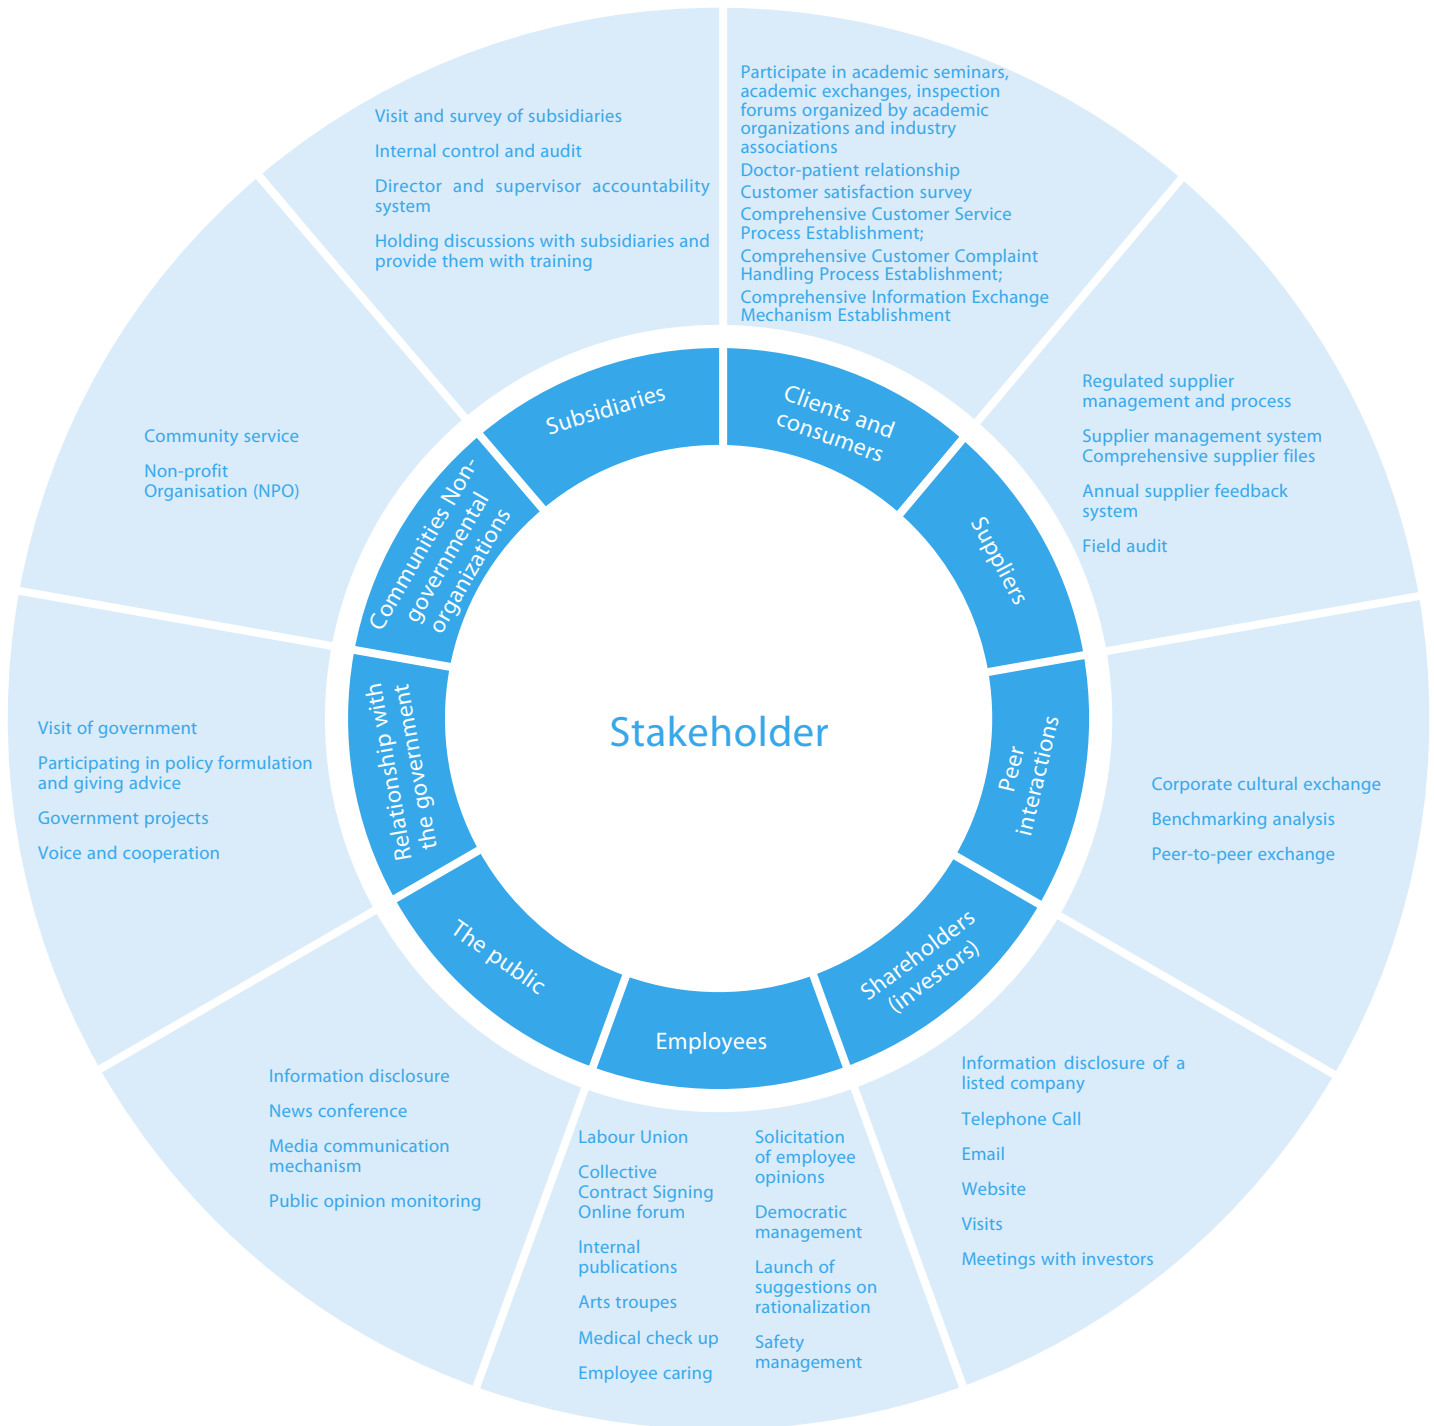 Participate in academic seminars,
academic exchanges, inspection
forums organized by academic
organizations and industry
associations
Doctor-patient relationship
Customer satisfaction survey
Comprehensive Customer Service
Process Establishment;
Comprehensive Customer Complaint
Handling Process Establishment;
Comprehensive Information Exchange
Mechanism Establishment
Clients and
consumers
Regulated supplier
management and process
Supplier management system
Comprehensive supplier files
Annual supplier feedback
system
Field audit
Suppliers
Corporate cultural exchange
Benchmarking analysis
Peer-to-peer exchange
Peer
interactions
Information disclosure of a
listed company
Telephone Call
Email
Website
Visits
Meetings with investors
Shareholders
(investors)
Labour Union
Collective
Contract Signing
Online forum
Internal
publications
Arts troupes
Medical check up
Employee caring
Solicitation
of employee
opinions
Democratic
management
Launch of
suggestions on
rationalization
Safety
management
Employees
Information disclosure
News conference
Media communication
mechanism
Public opinion monitoring
The public
Visit of government
Participating in policy formulation
and giving advice
Government projects
Voice and cooperation
Relationship with
the government
Community service
Non-profit
Organisation (NPO)
Communities Non-
governmental
organizations
Visit and survey of subsidiaries
Internal control and audit
Director and supervisor accountability
system
Holding discussions with subsidiaries and
provide them with training
Subsidiaries
Stakeholder